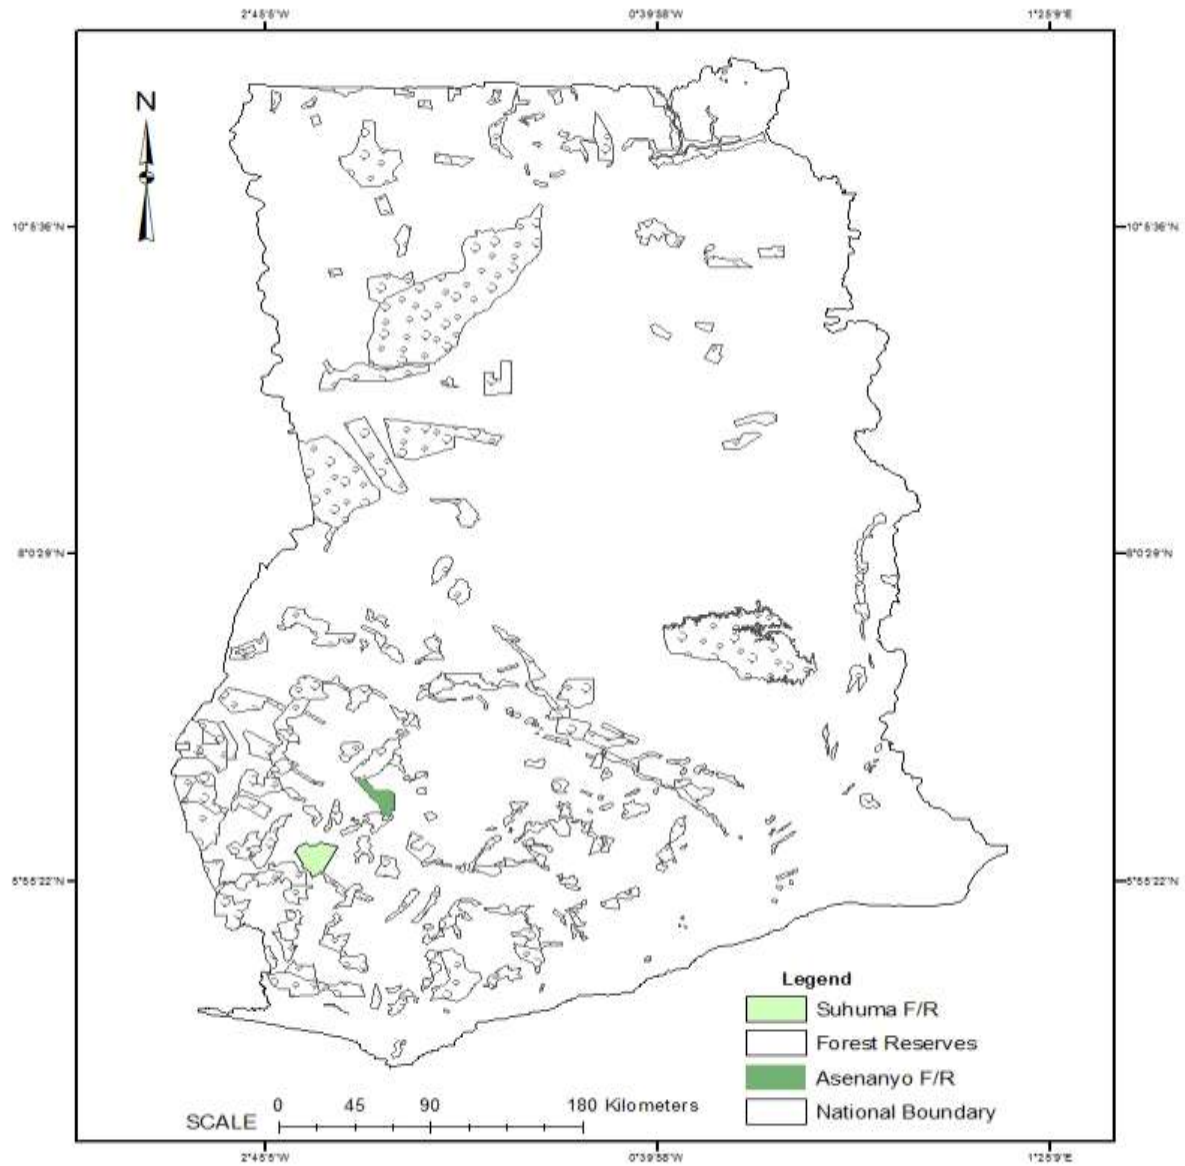 2°45'5"W 0°39'58"W 1°25'9"E
N
10°5'36"N 10°5'36"N
8°0'29"N 8°0'29"N
5°55'22"N 5°55'22"N
Legend
Suhuma F/R
Forest Reserves
Asenanyo F/R
National Boundary
SCALE 0 45 90 180 Kilometers
2°45'5"W 0°39'58"W 1°25'9"E